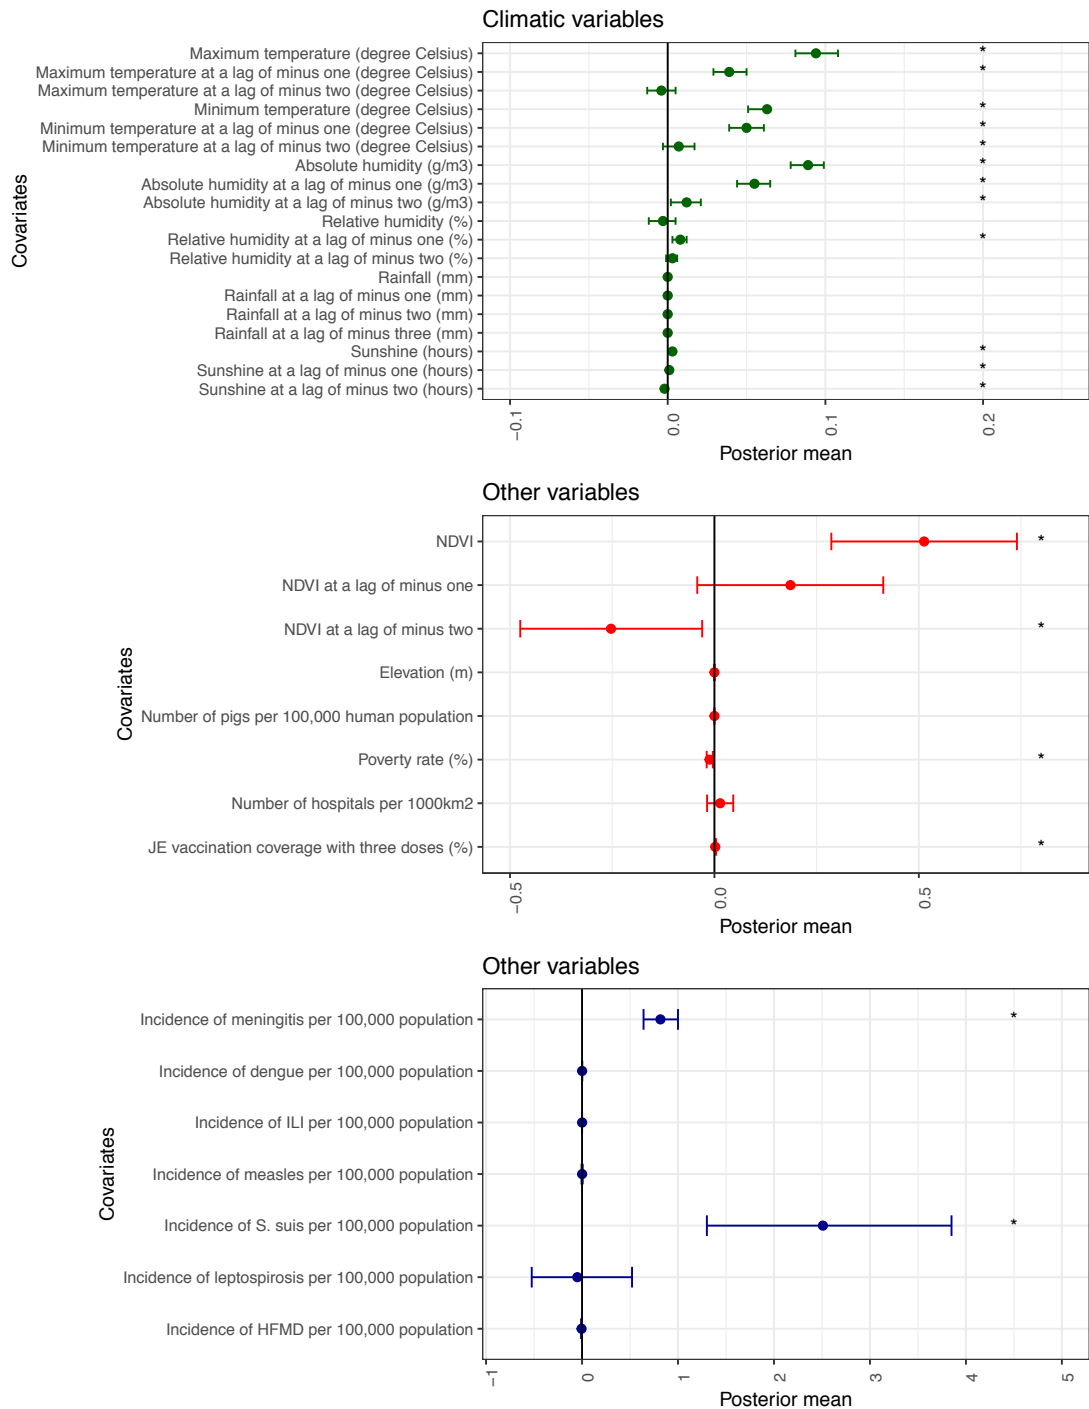 Climatic variables
Covariates
Maximum temperature (degree Celsius) *
Maximum temperature at a lag of minus one (degree Celsius) *
Maximum temperature at a lag of minus two (degree Celsius)
Minimum temperature (degree Celsius) *
Minimum temperature at a lag of minus one (degree Celsius) *
Minimum temperature at a lag of minus two (degree Celsius) *
Absolute humidity (g/m3) *
Absolute humidity at a lag of minus one (g/m3) *
Absolute humidity at a lag of minus two (g/m3) *
Relative humidity (%)
Relative humidity at a lag of minus one (%) *
Relative humidity at a lag of minus two (%)
Rainfall (mm)
Rainfall at a lag of minus one (mm)
Rainfall at a lag of minus two (mm)
Rainfall at a lag of minus three (mm)
Sunshine (hours) *
Sunshine at a lag of minus one (hours) *
Sunshine at a lag of minus two (hours) *
−0.1 0.0 0.1 0.2
Posterior mean
Other variables
Covariates
NDVI *
NDVI at a lag of minus one
NDVI at a lag of minus two *
Elevation (m)
Number of pigs per 100,000 human population
Poverty rate (%) *
Number of hospitals per 1000km2
JE vaccination coverage with three doses (%) *
−0.5 0.0 0.5
Posterior mean
Other variables
Covariates
Incidence of meningitis per 100,000 population *
Incidence of dengue per 100,000 population
Incidence of ILI per 100,000 population
Incidence of measles per 100,000 population
Incidence of S. suis per 100,000 population *
Incidence of leptospirosis per 100,000 population
Incidence of HFMD per 100,000 population
−1 0 1 2 3 4 5
Posterior mean